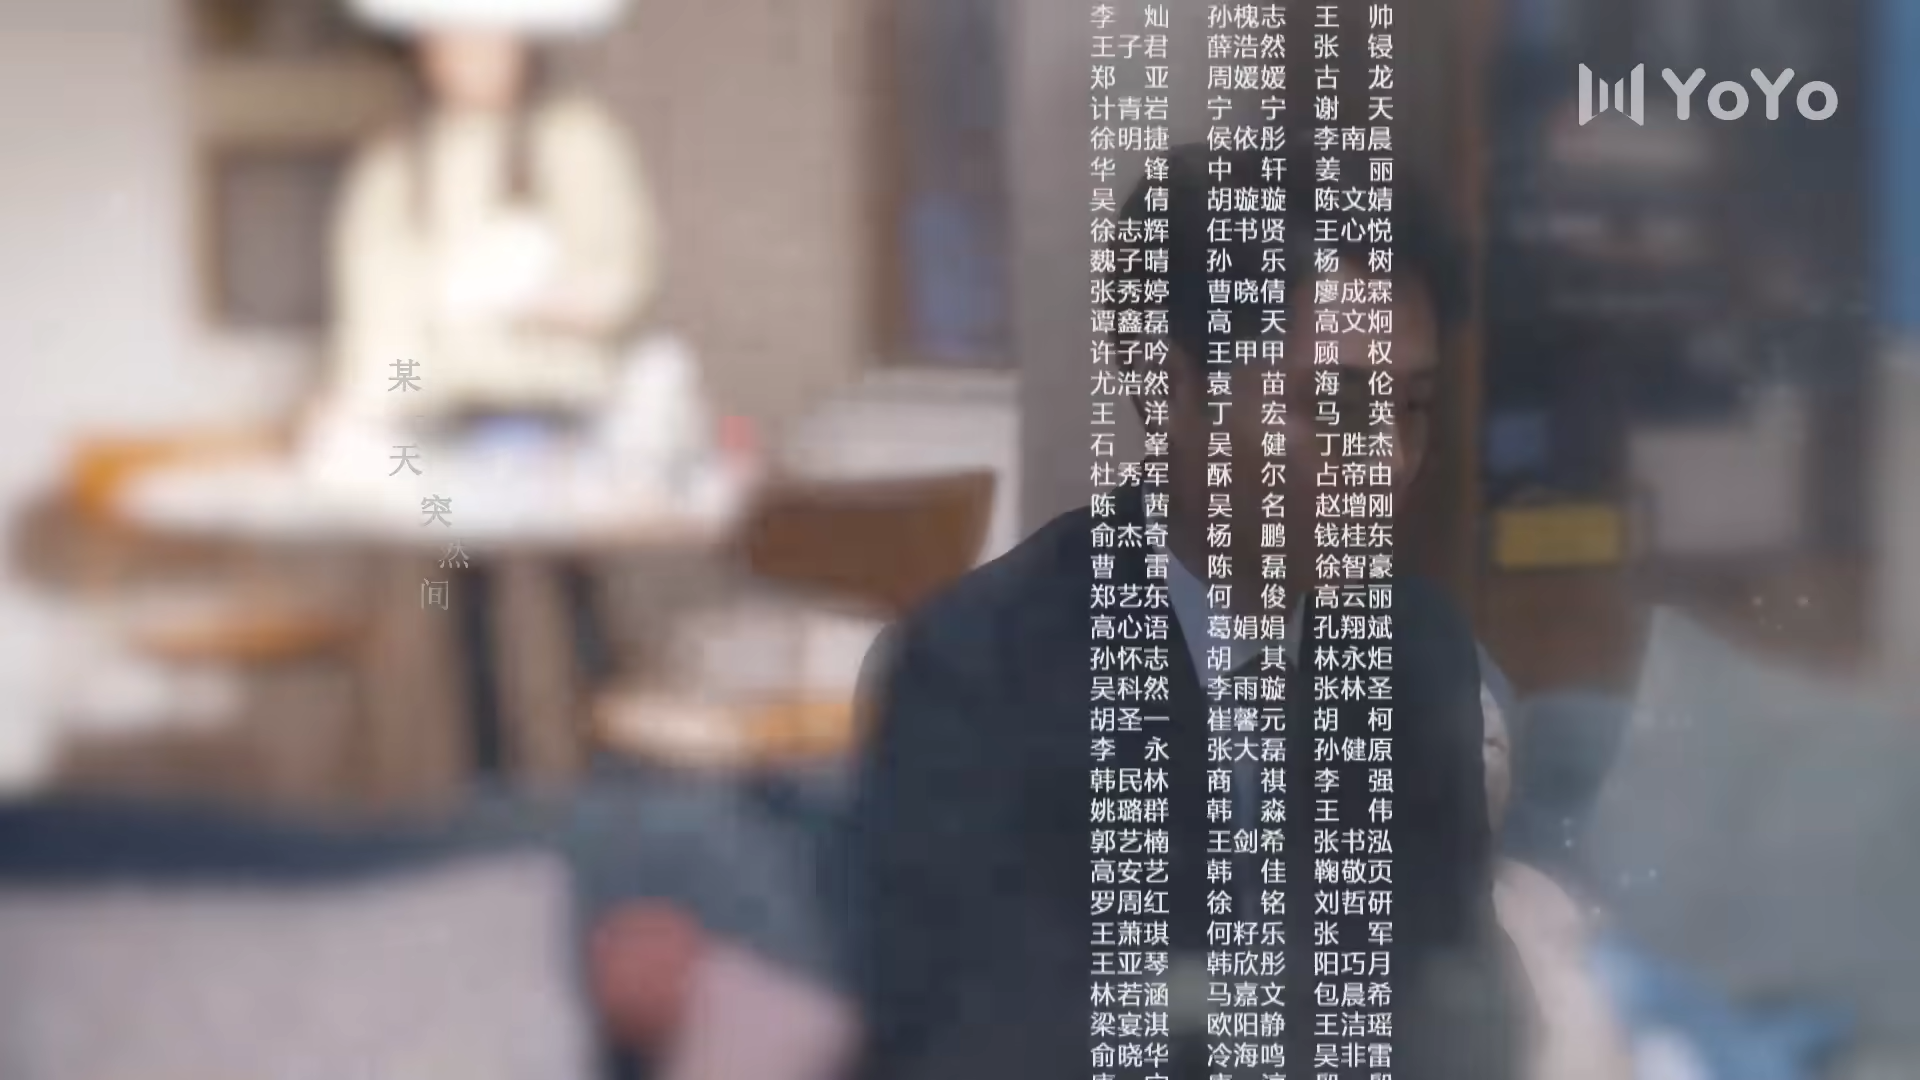 李灿 孙槐志 王帅
王子君 薛浩然 张锓
郑亚 周媛媛 古龙
计青岩 宁宁 谢天
徐明捷 侯依彤 李南晨
华锋 中轩 姜丽
吴倩 胡璇璇 陈文婧
徐志辉 任书贤 王心悦
魏子晴 孙乐 杨树
张秀婷 曹晓倩 廖成霖
谭鑫磊 高天 高文炯
许子吟 王甲甲 顾权
尤浩然 袁苗 海伦
王洋 丁宏 马英
石峯 吴健 丁胜杰
杜秀军 酥尔 占帝由
陈茜 吴名 赵增刚
俞杰奇 杨鹏 钱桂东
曹雷 陈磊 徐智豪
郑艺东 何俊 高云丽
高心语 葛娟娟 孔翔斌
孙怀志 胡其 林永炬
吴科然 李雨璇 张林圣
胡圣一 崔馨元 胡柯
李永 张大磊 孙健原
韩民林 商祺 李强
姚璐群 韩淼 王伟
郭艺楠 王剑希 张书泓
高安艺 韩佳 鞠敬页
罗周红 徐铭 刘哲研
王萧琪 何籽乐 张军
王亚琴 韩欣彤 阳巧月
林若涵 马嘉文 包晨希
梁宴淇 欧阳静 王洁瑶
俞晓华 冷海鸣 吴非雷
YoYo
某一天
突然间